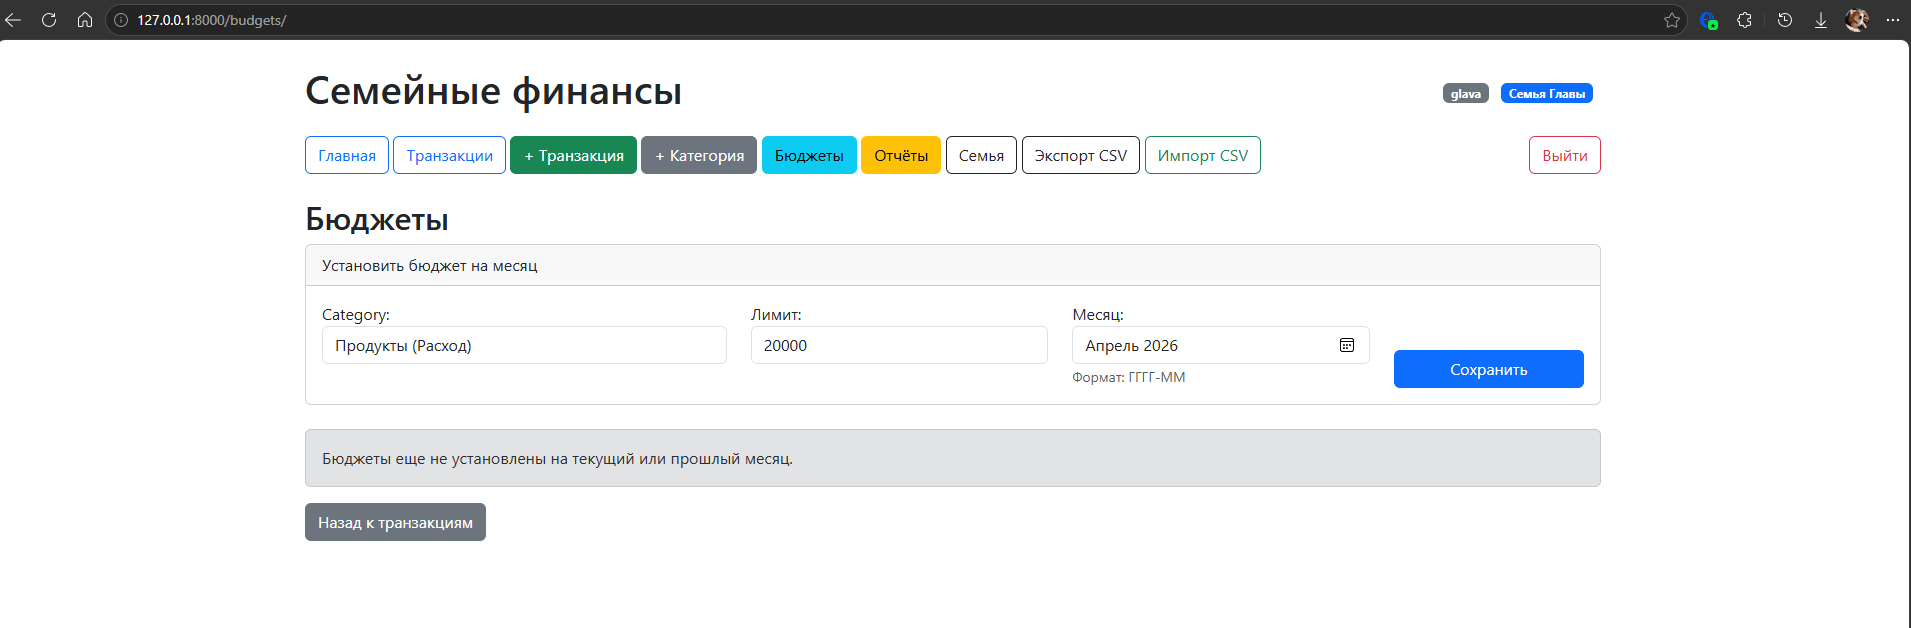 127.0.0.1:8000/budgets/
Семейные финансы
glava
Семья Главы
Главная
Транзакции
+ Транзакция
+ Категория
Бюджеты
Отчёты
Семья
Экспорт CSV
Импорт CSV
Выйти
Бюджеты
Установить бюджет на месяц
Category:
Лимит:
Месяц:
Продукты (Расход)
20000
Апрель 2026
Формат: ГГГГ-ММ
Сохранить
Бюджеты еще не установлены на текущий или прошлый месяц.
Назад к транзакциям